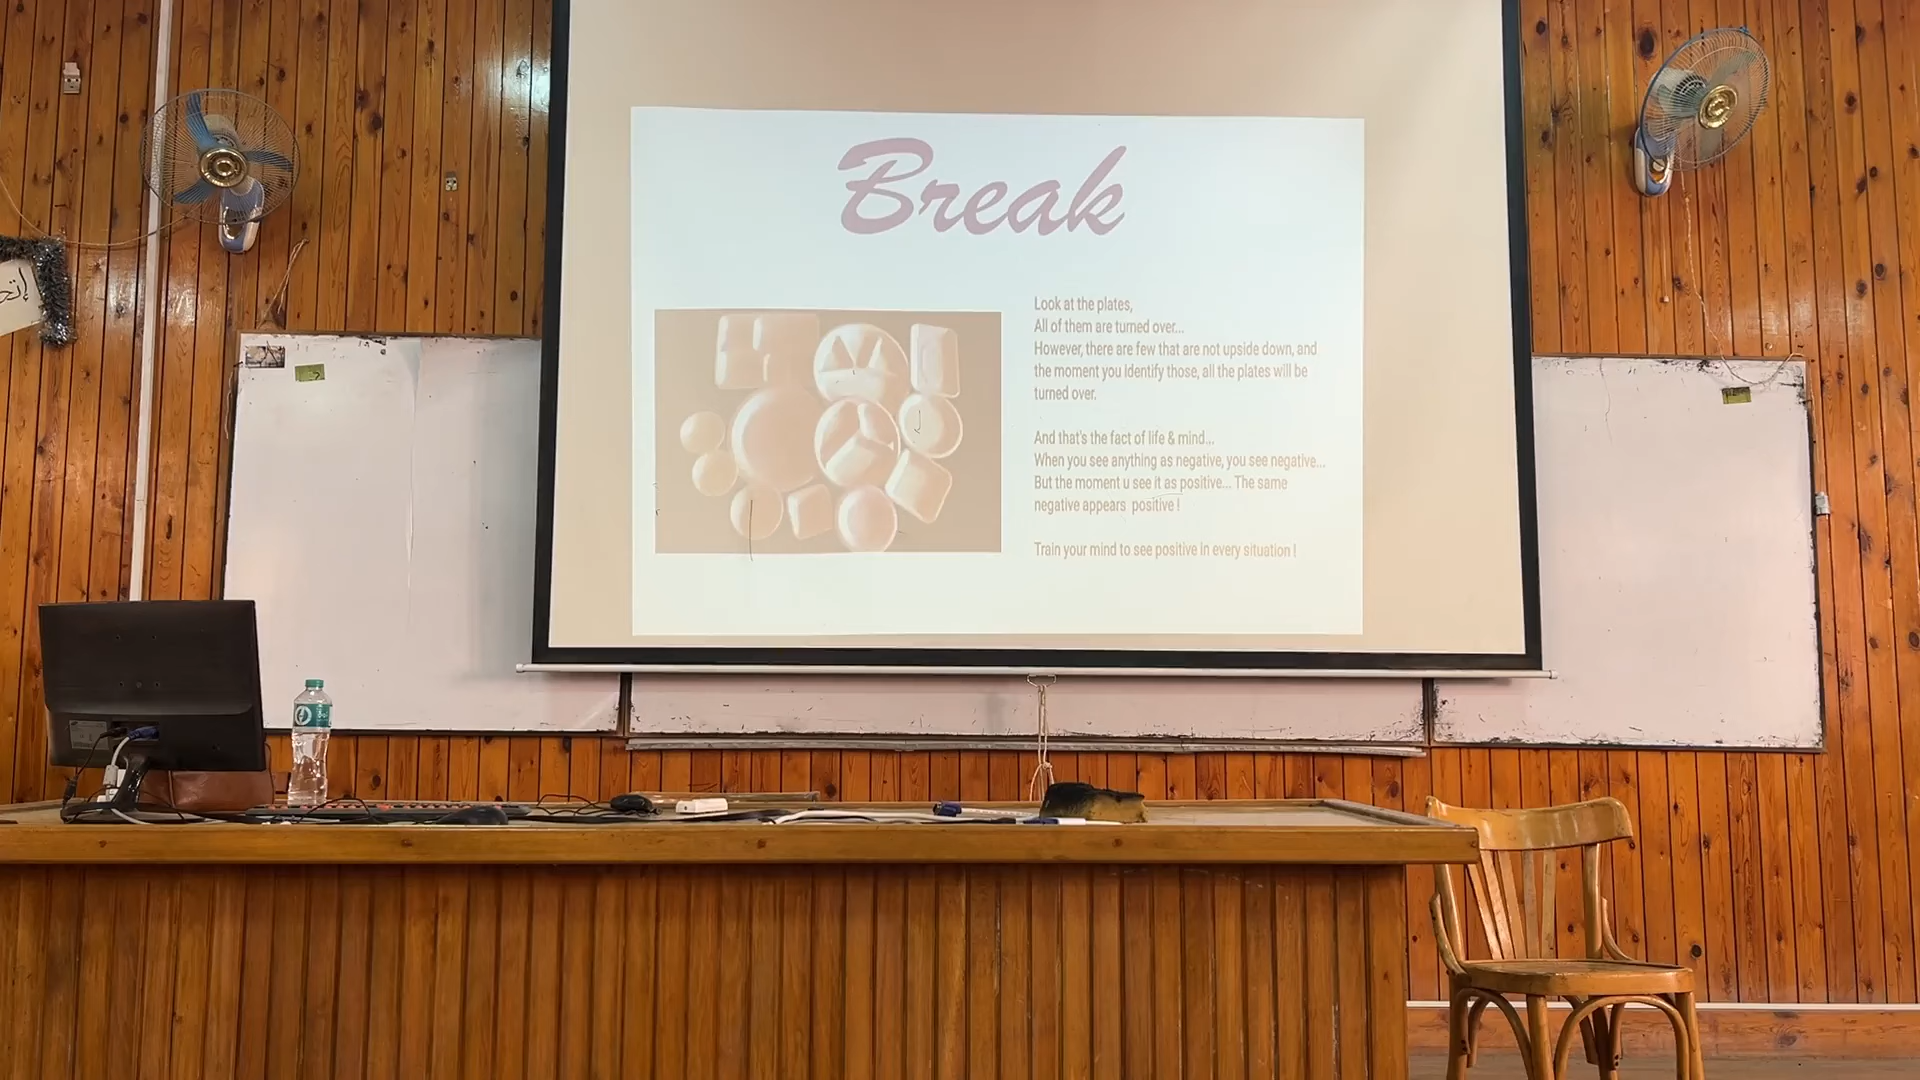 Break
Look at the plates,
All of them are turned over...
However, there are few that are not upside down, and
the moment you identify those, all the plates will be
turned over.
And that's the fact of life & mind...
When you see anything as negative, you see negative...
But the moment u see it as positive... The same
negative appears positive !
Train your mind to see positive in every situation !